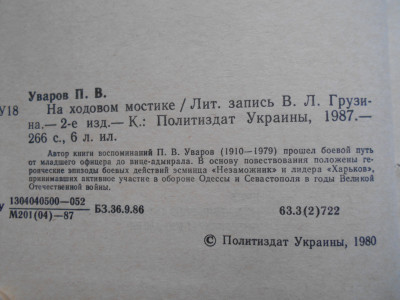 Уваров П. В.
У18 На ходовом мостике / Лит. запись В. Л. Грузи-
на.— 2-е изд.— К.: Политиздат Украины, 1987.—
266 с., 6 л. ил.
Автор книги воспоминаний П. В. Уваров (1910—1979) прошел боевой путь
от младшего офицера до вице-адмирала. В основу повествования положены ге-
роические эпизоды боевых действий эсминца «Незаможник» и лидера «Харьков»,
принимавших активное участие в обороне Одессы и Севастополя в годы Великой
Отечественной войны.
У 1304040500—052
М201(04)—87 БЗ.36.9.86 63.3(2)722
© Политиздат Украины, 1980